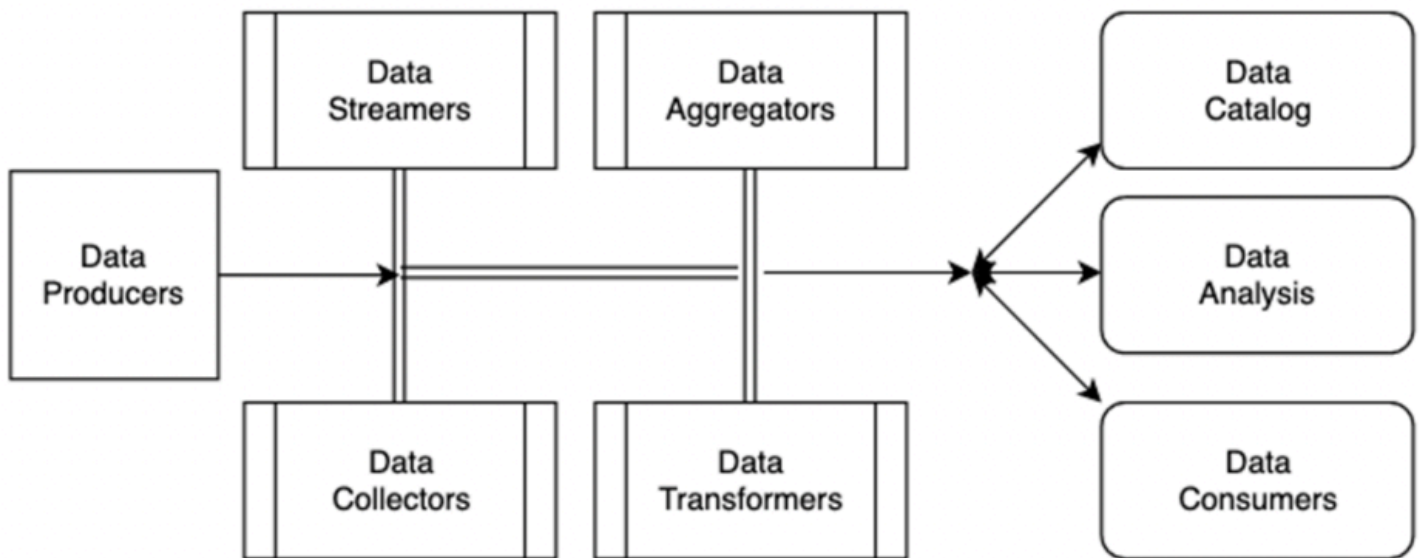 Data
Streamers
Data
Aggregators
Data
Catalog
Data
Producers
Data
Analysis
Data
Collectors
Data
Transformers
Data
Consumers